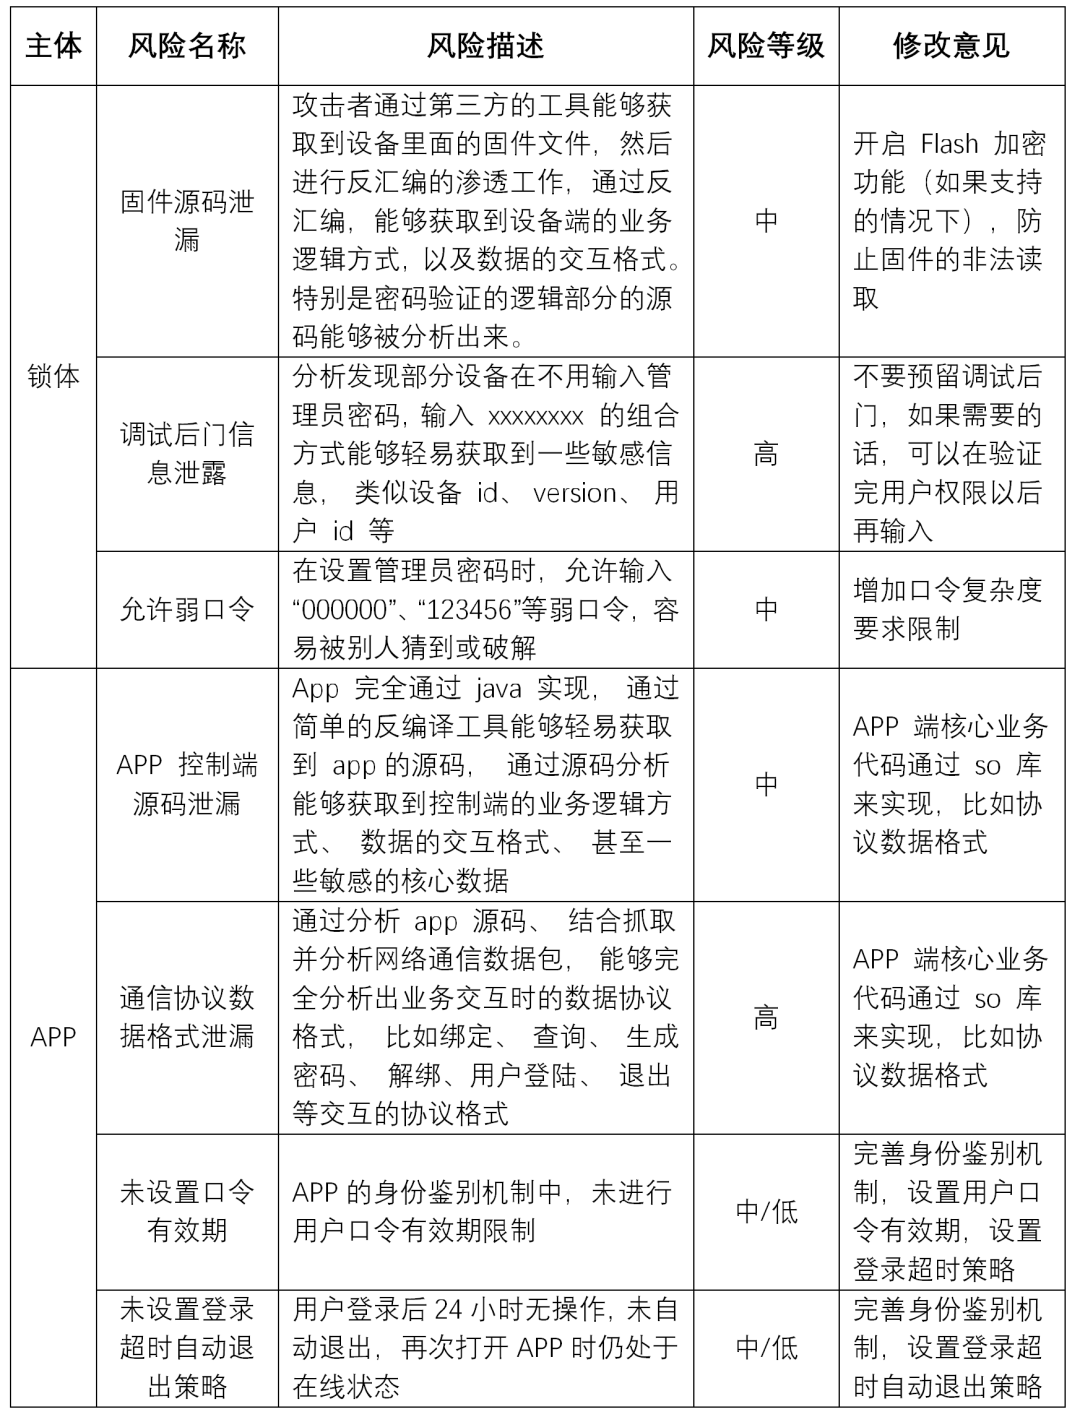 主体
风险名称
风险描述
风险等级
修改意见
锁体
固件源码泄
漏
攻击者通过第三方的工具能够获
取到设备里面的固件文件，然后
进行反汇编的渗透工作，通过反
汇编，能够获取到设备端的业务
逻辑方式，以及数据的交互格式。
特别是密码验证的逻辑部分的源
码能够被分析出来。
中
开启 Flash 加密
功能（如果支持
的情况下），防
止固件的非法读
取
调试后门信
息泄露
分析发现部分设备在不用输入管
理员密码，输入 xxxxxxxx 的组合
方式能够轻易获取到一些敏感信
息， 类似设备 id、 version、 用
户 id 等
高
不要预留调试后
门，如果需要的
话，可以在验证
完用户权限以后
再输入
允许弱口令
在设置管理员密码时，允许输入
“000000”、“123456”等弱口令，容
易被别人猜到或破解
中
增加口令复杂度
要求限制
APP
APP 控制端
源码泄漏
App 完全通过 java 实现， 通过
简单的反编译工具能够轻易获取
到 app 的源码， 通过源码分析
能够获取到控制端的业务逻辑方
式、 数据的交互格式、 甚至一
些敏感的核心数据
中
APP 端核心业务
代码通过 so 库
来实现，比如协
议数据格式
通信协议数
据格式泄漏
通过分析 app 源码、 结合抓取
并分析网络通信数据包， 能够完
全分析出业务交互时的数据协议
格式， 比如绑定、 查询、 生成
密码、 解绑、用户登陆、 退出
等交互的协议格式
高
APP 端核心业务
代码通过 so 库
来实现，比如协
议数据格式
未设置口令
有效期
APP 的身份鉴别机制中，未进行
用户口令有效期限制
中/低
完善身份鉴别机
制，设置用户口
令有效期，设置
登录超时策略
未设置登录
超时自动退
出策略
用户登录后 24 小时无操作，未自
动退出，再次打开 APP 时仍处于
在线状态
中/低
完善身份鉴别机
制，设置登录超
时自动退出策略